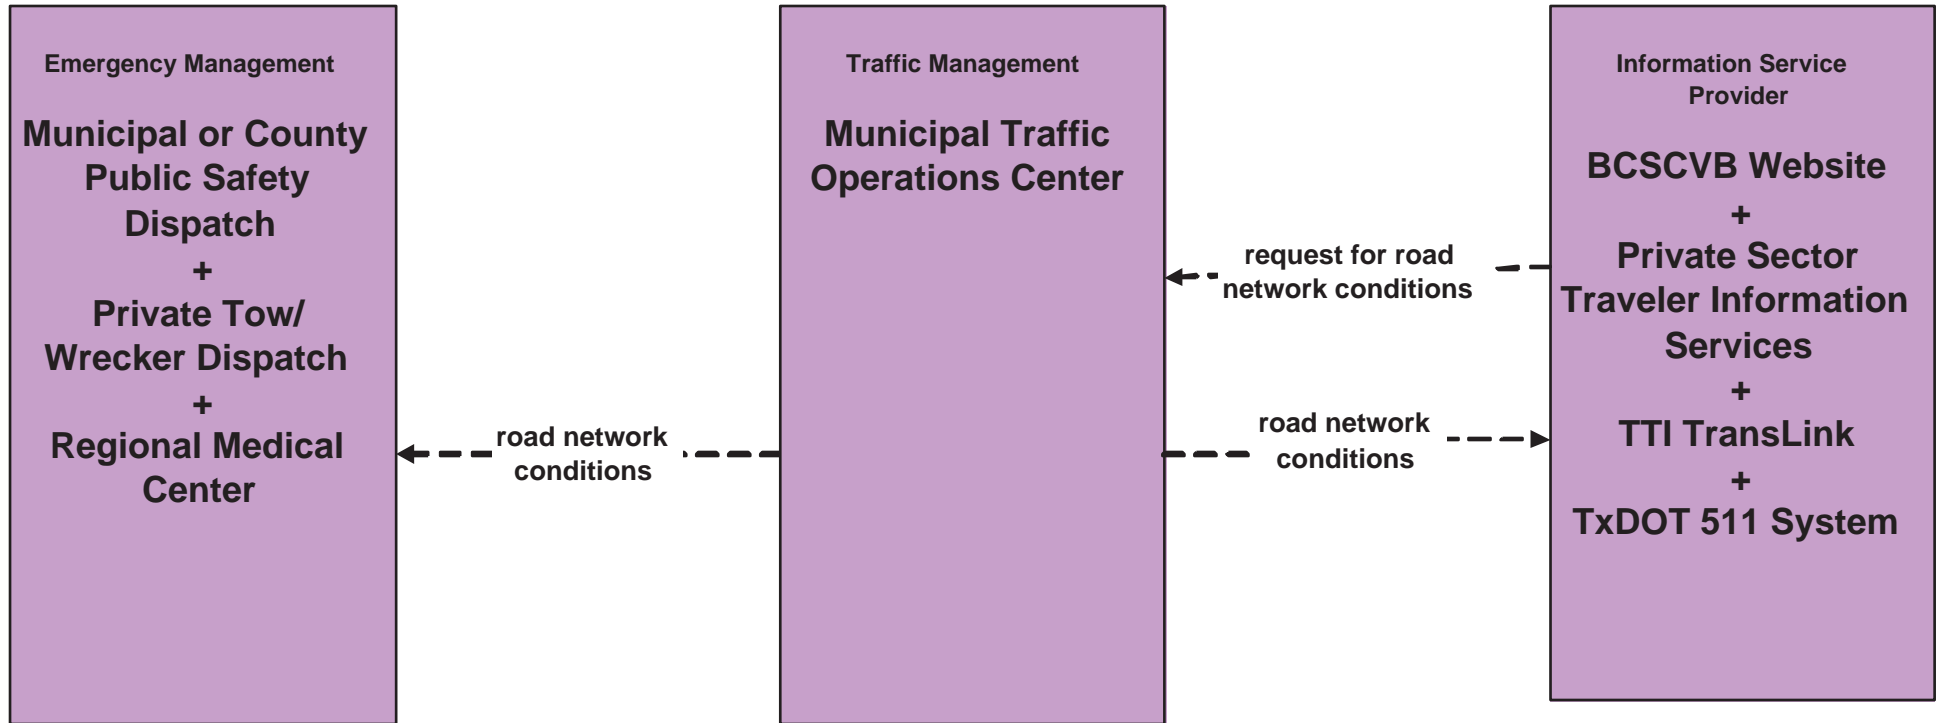 Emergency Management
Municipal or County
Public Safety
Dispatch
+
Private Tow/
Wrecker Dispatch
+
Regional Medical
Center
road network
conditions
Traffic Management
Municipal Traffic
Operations Center
request for road
network conditions
road network
conditions
Information Service
Provider
BCSCVB Website
+
Private Sector
Traveler Information
Services
+
TTI TransLink
+
TxDOT 511 System